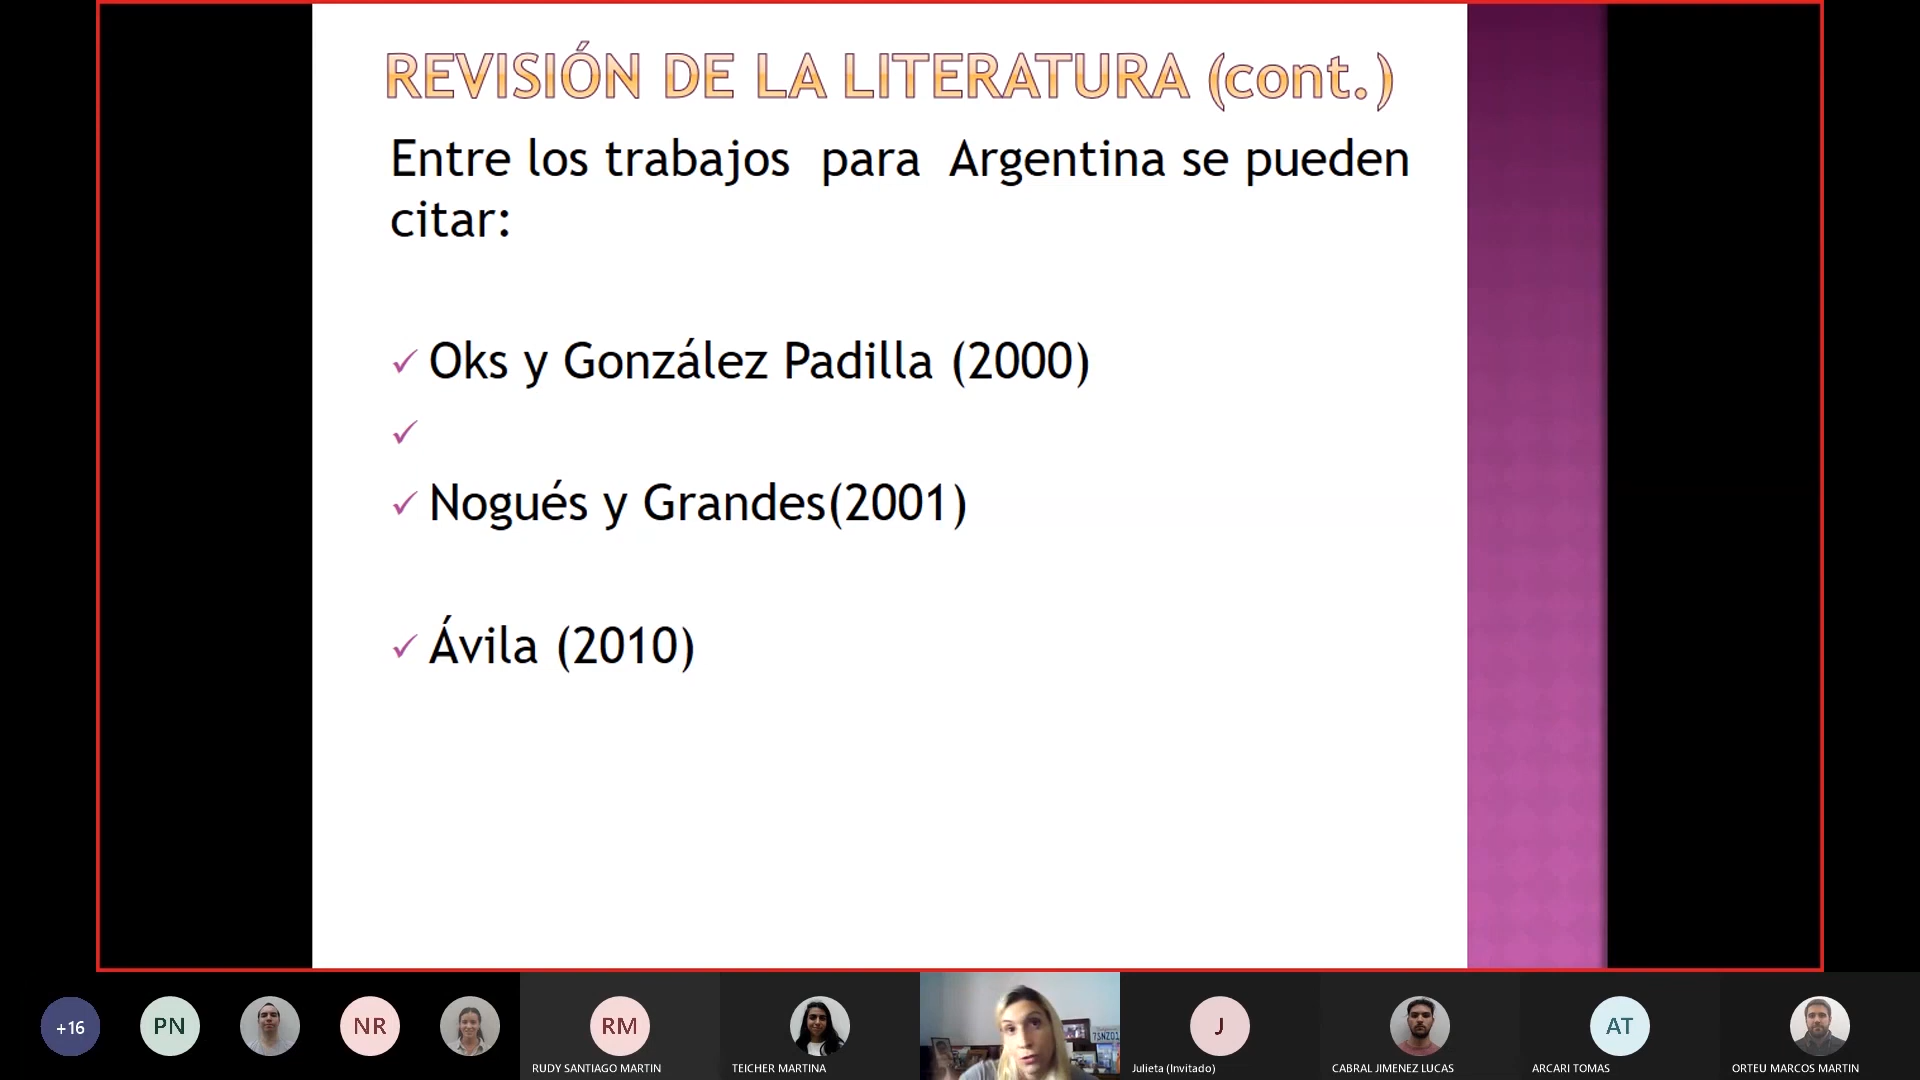 REVISIÓN DE LA LITERATURA (cont.)
Entre los trabajos para Argentina se pueden
citar:
✓ Oks y González Padilla (2000)
✓
✓ Nogués y Grandes(2001)
✓ Ávila (2010)
+16
PN
NR
RM
RUDY SANTIAGO MARTIN
TEICHER MARTINA
J
Julieta (Invitado)
CABRAL JIMENEZ LUCAS
AT
ARCARI TOMAS
ORTEU MARCOS MARTIN